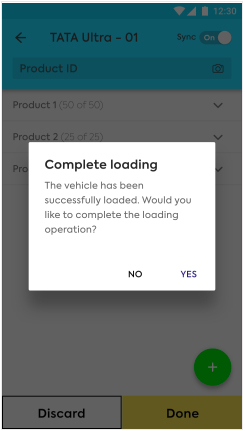 12:30
TATA Ultra - 01
Sync
On
Product ID
Product 1 (50 of 50)
Product 2 (25 of 25)
Pro
Complete loading
The vehicle has been
successfully loaded. Would you
like to complete the loading
operation?
NO YES
+
Discard Done